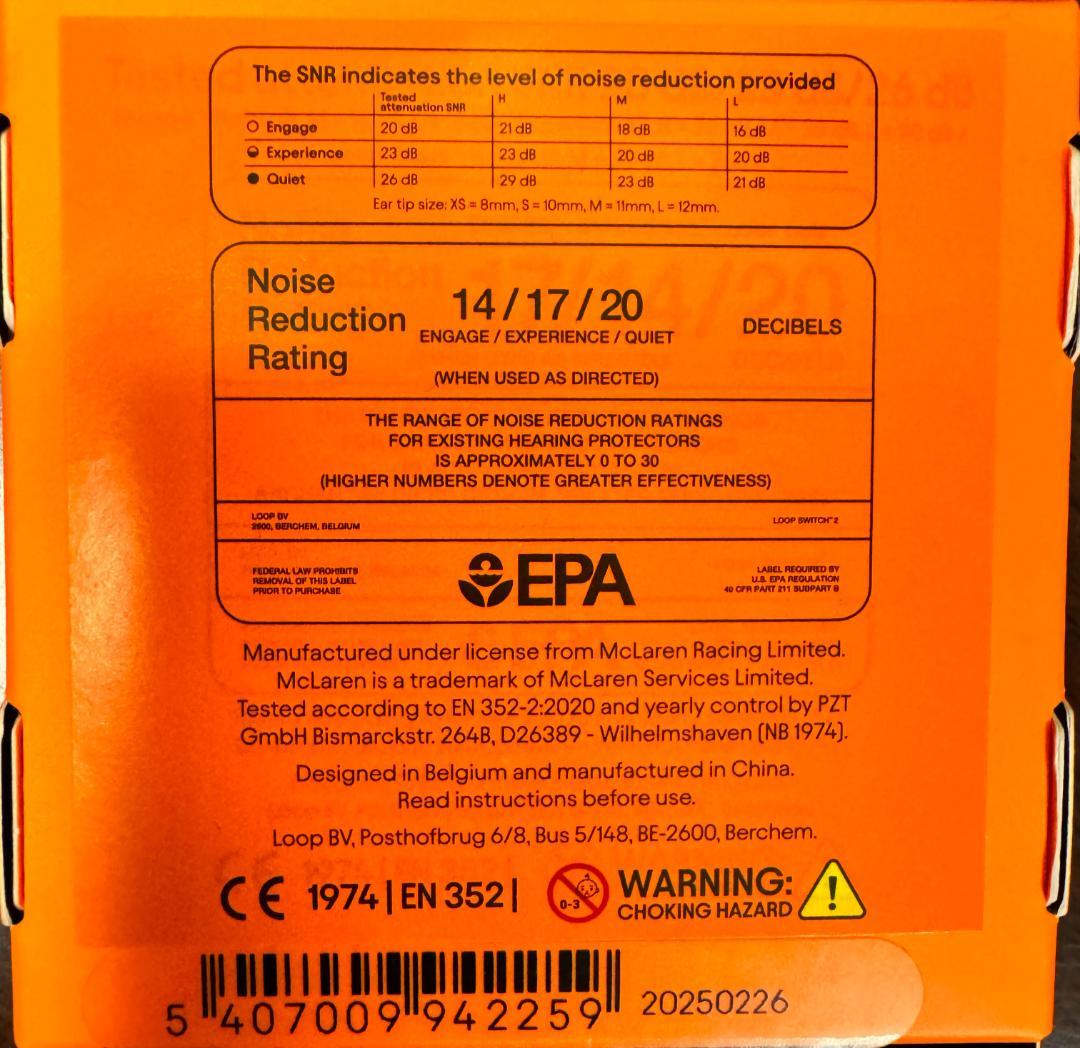 The SNR indicates the level of noise reduction provided
Tested attenuation SNR H M L
Engage 20 dB 21 dB 18 dB 16 dB
Experience 23 dB 23 dB 20 dB 20 dB
Quiet 26 dB 29 dB 23 dB 21 dB
Ear tip size: XS = 8mm, S = 10mm, M = 11mm, L = 12mm.
Noise
Reduction
Rating
14 / 17 / 20
ENGAGE / EXPERIENCE / QUIET
(WHEN USED AS DIRECTED)
DECIBELS
THE RANGE OF NOISE REDUCTION RATINGS
FOR EXISTING HEARING PROTECTORS
IS APPROXIMATELY 0 TO 30
(HIGHER NUMBERS DENOTE GREATER EFFECTIVENESS)
LOOP BV
2600, BERCHEM, BELGIUM
LOOP SWITCH™ 2
FEDERAL LAW PROHIBITS
REMOVAL OF THIS LABEL
PRIOR TO PURCHASE
EPA
LABEL REQUIRED BY
U.S. EPA REGULATION
40 CFR PART 211 SUBPART B
Manufactured under license from McLaren Racing Limited.
McLaren is a trademark of McLaren Services Limited.
Tested according to EN 352-2:2020 and yearly control by PZT
GmbH Bismarckstr. 264B, D26389 - Wilhelmshaven (NB 1974).
Designed in Belgium and manufactured in China.
Read instructions before use.
Loop BV, Posthofbrug 6/8, Bus 5/148, BE-2600, Berchem.
CE 1974 | EN 352 |
0-3
WARNING:
CHOKING HAZARD
!
5 407009 942259
20250226